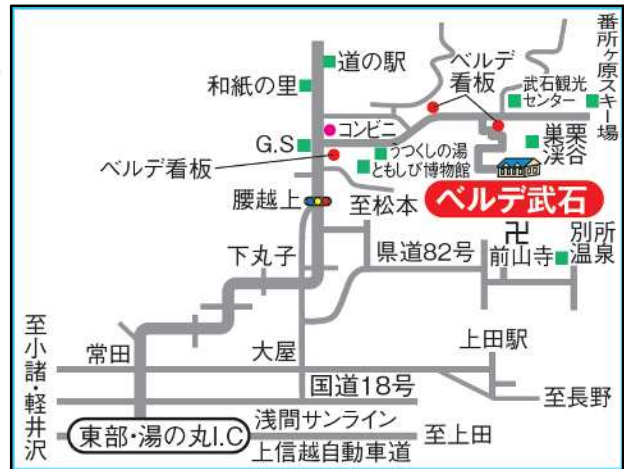 道の駅
和紙の里
ベルデ
看板
武石観光
センター
番所ヶ原スキー場
コンビニ
G.S
ベルデ看板
うつくしの湯
ともしび博物館
巣栗
渓谷
腰越上
至松本
ベルデ武石
下丸子
県道82号
卍
前山寺
別所
温泉
至小諸・軽井沢
常田
大屋
上田駅
国道18号
至長野
東部・湯の丸I.C
浅間サンライン
上信越自動車道
至上田